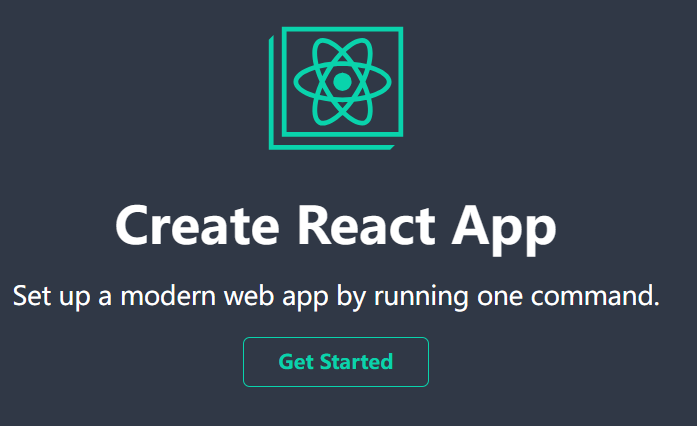 Create React App
Set up a modern web app by running one command.
Get Started